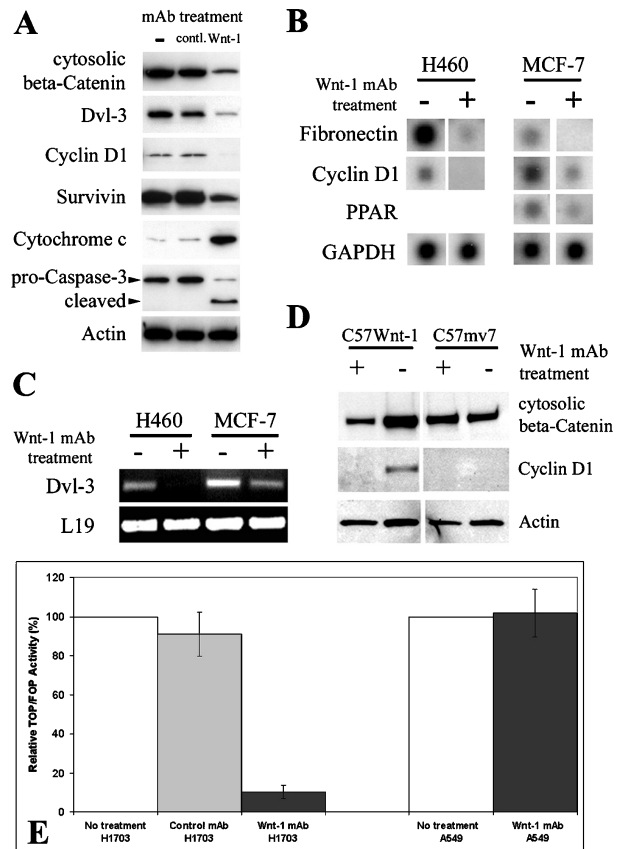 A
mAb treatment
- contl. Wnt-1
cytosolic
beta-Catenin
Dvl-3
Cyclin D1
Survivin
Cytochrome c
pro-Caspase-3
cleaved
Actin
B
H460 MCF-7
Wnt-1 mAb
treatment
- + - +
Fibronectin
Cyclin D1
PPAR
GAPDH
C
H460 MCF-7
Wnt-1 mAb
treatment
- + - +
Dvl-3
L19
D
C57Wnt-1 C57mv7
Wnt-1 mAb
treatment
+ - + -
cytosolic
beta-Catenin
Cyclin D1
Actin
E
Relative TOP/FOP Activity (%)
120
100
80
60
40
20
0
No treatment
H1703
Control mAb
H1703
Wnt-1 mAb
H1703
No treatment
A549
Wnt-1 mAb
A549